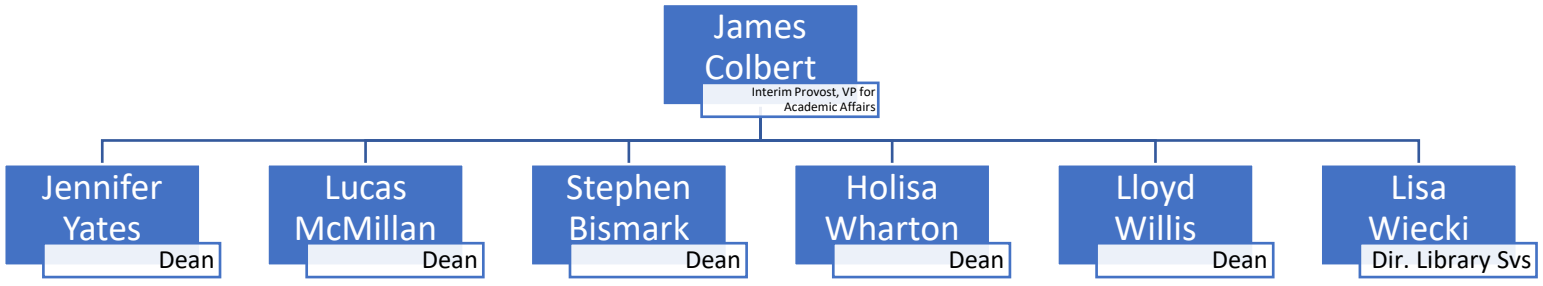 James
Colbert
Interim Provost, VP for
Academic Affairs
Jennifer
Yates
Dean
Lucas
McMillan
Dean
Stephen
Bismark
Dean
Holisa
Wharton
Dean
Lloyd
Willis
Dean
Lisa
Wiecki
Dir. Library Svs